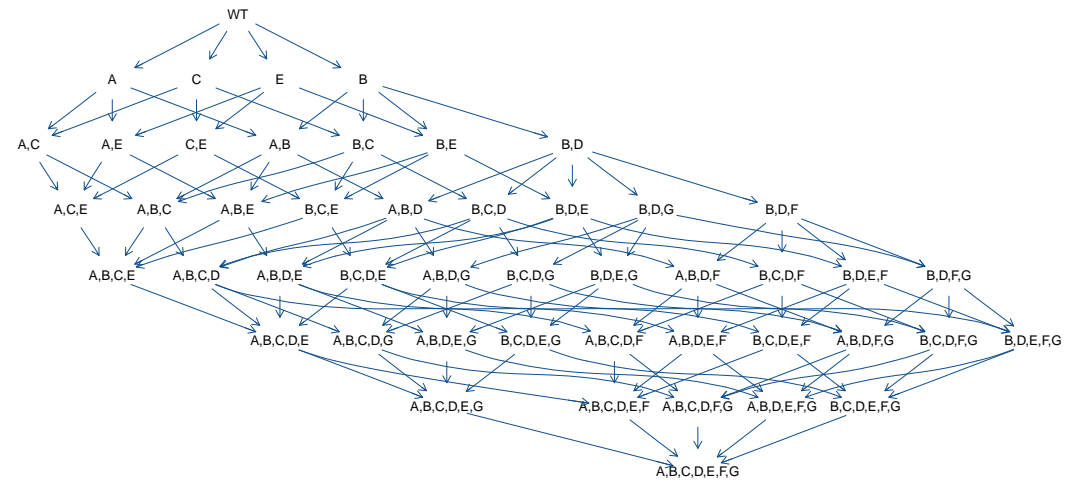 WT
A C E B
A,C A,E C,E A,B B,C B,E B,D
A,C,E A,B,C A,B,E B,C,E A,B,D B,C,D B,D,E B,D,G B,D,F
A,B,C,E A,B,C,D A,B,D,E B,C,D,E A,B,D,G B,C,D,G B,D,E,G A,B,D,F B,C,D,F B,D,E,F B,D,F,G
A,B,C,D,E A,B,C,D,G A,B,D,E,G B,C,D,E,G A,B,C,D,F A,B,D,E,F B,C,D,E,F A,B,D,F,G B,C,D,F,G B,D,E,F,G
A,B,C,D,E,G A,B,C,D,E,F A,B,C,D,F,G A,B,D,E,F,G B,C,D,E,F,G
A,B,C,D,E,F,G